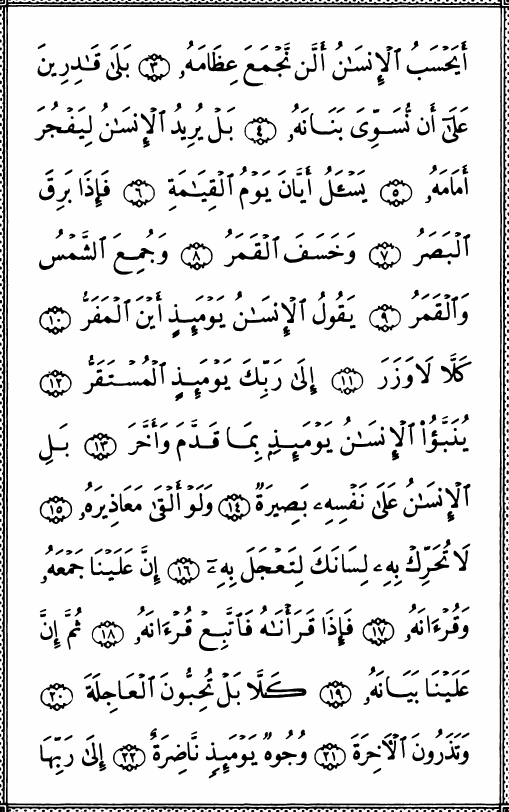 أَيَحْسَبُ ٱلْإِنسَٰنُ أَلَّن نَّجْمَعَ عِظَامَهُۥ ٣ بَلَىٰ قَٰدِرِينَ
عَلَىٰٓ أَن نُّسَوِّىَ بَنَانَهُۥ ٤ بَلْ يُرِيدُ ٱلْإِنسَٰنُ لِيَفْجُرَ
أَمَامَهُۥ ٥ يَسْـَٔلُ أَيَّانَ يَوْمُ ٱلْقِيَٰمَةِ ٦ فَإِذَا بَرِقَ
ٱلْبَصَرُ ٧ وَخَسَفَ ٱلْقَمَرُ ٨ وَجُمِعَ ٱلشَّمْسُ
وَٱلْقَمَرُ ٩ يَقُولُ ٱلْإِنسَٰنُ يَوْمَئِذٍ أَيْنَ ٱلْمَفَرُّ ١٠
كَلَّا لَا وَزَرَ ١١ إِلَىٰ رَبِّكَ يَوْمَئِذٍ ٱلْمُسْتَقَرُّ ١٢
يُنَبَّؤُا۟ ٱلْإِنسَٰنُ يَوْمَئِذٍۭ بِمَا قَدَّمَ وَأَخَّرَ ١٣ بَلِ
ٱلْإِنسَٰنُ عَلَىٰ نَفْسِهِۦ بَصِيرَةٌ ١٤ وَلَوْ أَلْقَىٰ مَعَاذِيرَهُۥ ١٥
لَا تُحَرِّكْ بِهِۦ لِسَانَكَ لِتَعْجَلَ بِهِۦٓ ١٦ إِنَّ عَلَيْنَا جَمْعَهُۥ
وَقُرْءَانَهُۥ ١٧ فَإِذَا قَرَأْنَٰهُ فَٱتَّبِعْ قُرْءَانَهُۥ ١٨ ثُمَّ إِنَّ
عَلَيْنَا بَيَانَهُۥ ١٩ كَلَّا بَلْ تُحِبُّونَ ٱلْعَاجِلَةَ ٢٠
وَتَذَرُونَ ٱلْءَاخِرَةَ ٢١ وُجُوهٌ يَوْمَئِذٍ نَّاضِرَةٌ ٢٢ إِلَىٰ رَبِّهَا